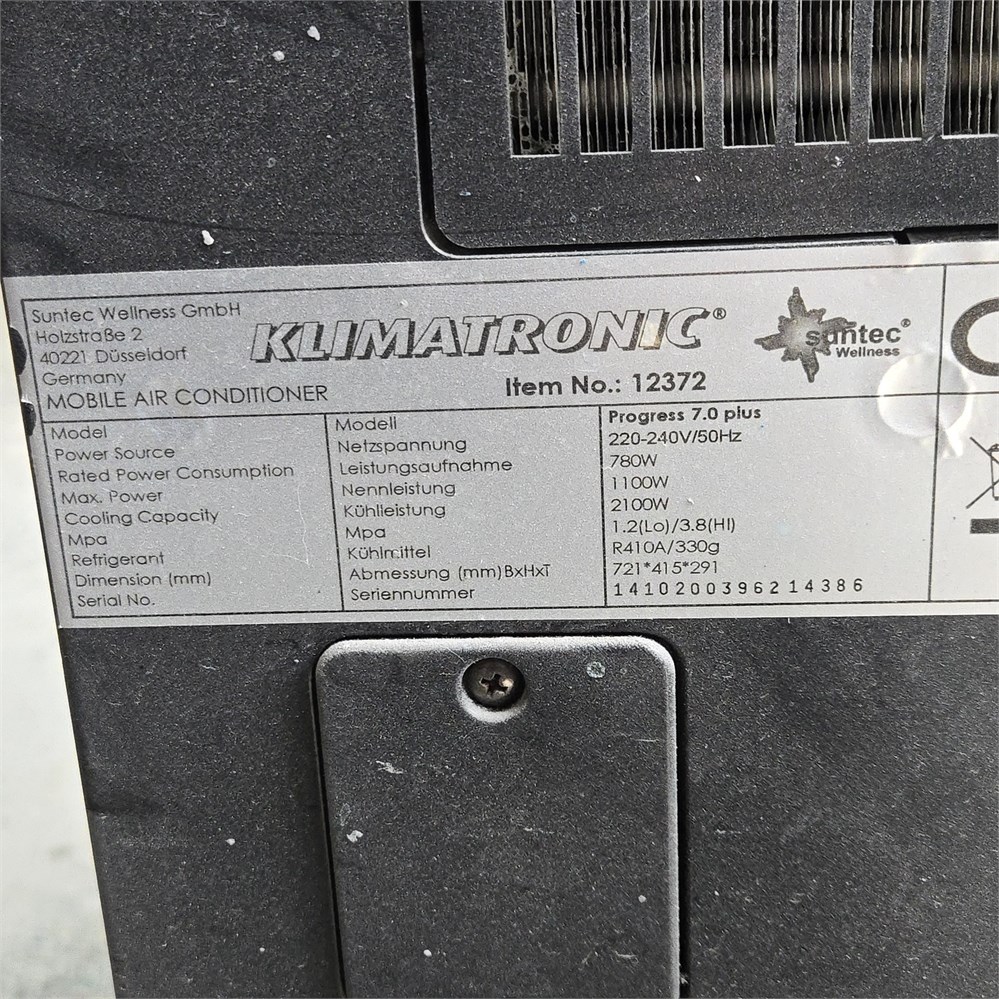 Suntec Wellness GmbH
Holzstraße 2
40221 Düsseldorf
Germany
MOBILE AIR CONDITIONER
KLIMATRONIC®
Item No.: 12372
suntec®
Wellness
Model Modell Progress 7.0 plus
Power Source Netzspannung 220-240V/50Hz
Rated Power Consumption Leistungsaufnahme 780W
Max. Power Nennleistung 1100W
Cooling Capacity Kühlleistung 2100W
Mpa Mpa 1.2(Lo)/3.8(HI)
Refrigerant Kühlmittel R410A/330g
Dimension (mm) Abmessung (mm)BxHxT 721*415*291
Serial No. Seriennummer 1410200396214386